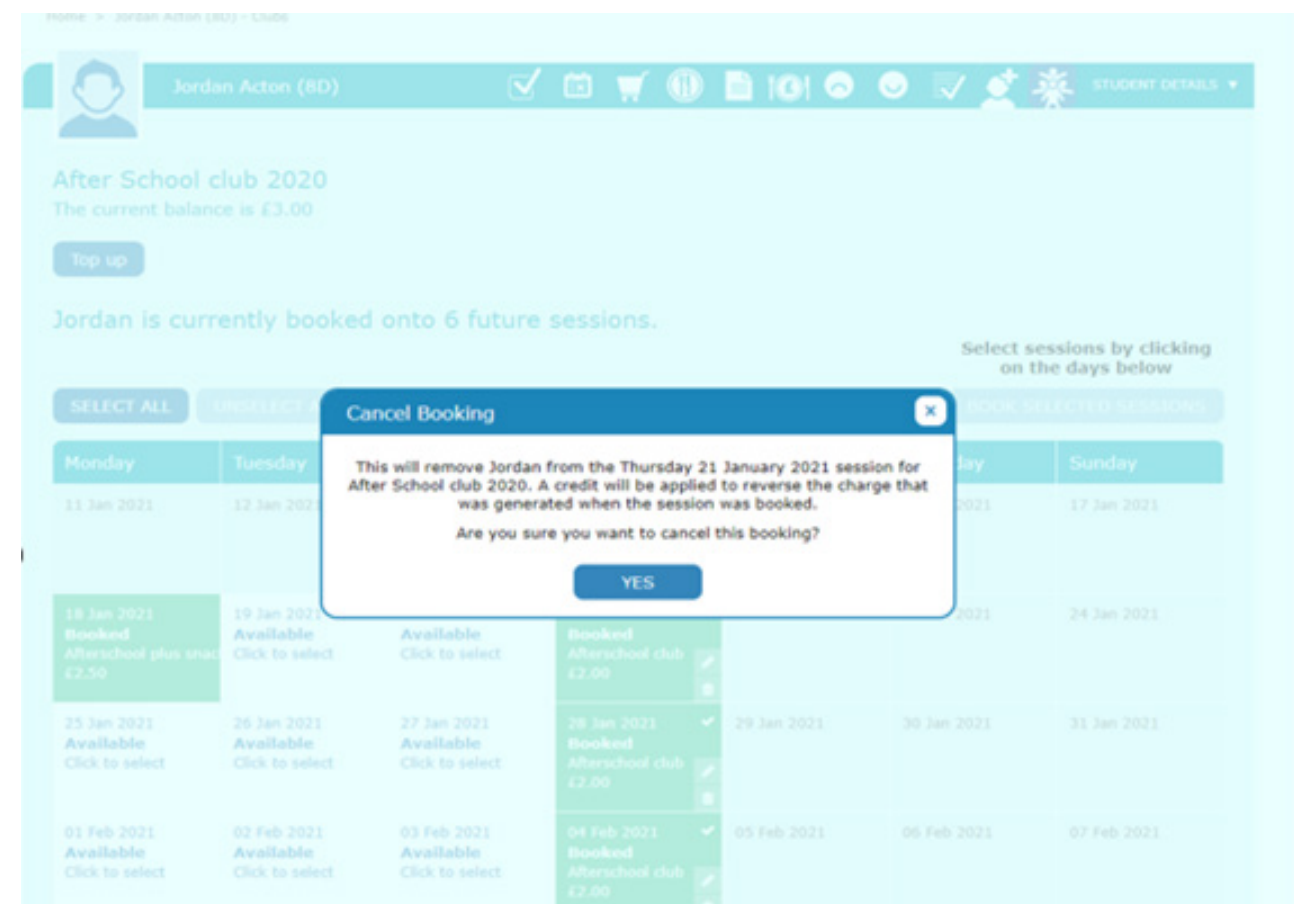 Home > Jordan Acton (8D) - Clubs
Jordan Acton (8D)
STUDENT DETAILS
After School club 2020
The current balance is £3.00
Top up
Jordan is currently booked onto 6 future sessions.
Select sessions by clicking
on the days below
SELECT ALL
UNSELECT A
BOOK SELECTED SESSIONS
Cancel Booking
This will remove Jordan from the Thursday 21 January 2021 session for
After School club 2020. A credit will be applied to reverse the charge that
was generated when the session was booked.
Are you sure you want to cancel this booking?
YES
Monday Tuesday day Sunday
11 Jan 2021 12 Jan 2021 2021 17 Jan 2021
18 Jan 2021 19 Jan 2021 2021 24 Jan 2021
Booked Available Available Booked
Afterschool plus snac Click to select Click to select Afterschool club
£2.50 £2.00
25 Jan 2021 26 Jan 2021 27 Jan 2021 28 Jan 2021 29 Jan 2021 30 Jan 2021 31 Jan 2021
Available Available Available Booked
Click to select Click to select Click to select Afterschool club
£2.00
01 Feb 2021 02 Feb 2021 03 Feb 2021 04 Feb 2021 05 Feb 2021 06 Feb 2021 07 Feb 2021
Available Available Available Booked
Click to select Click to select Click to select Afterschool club
£2.00